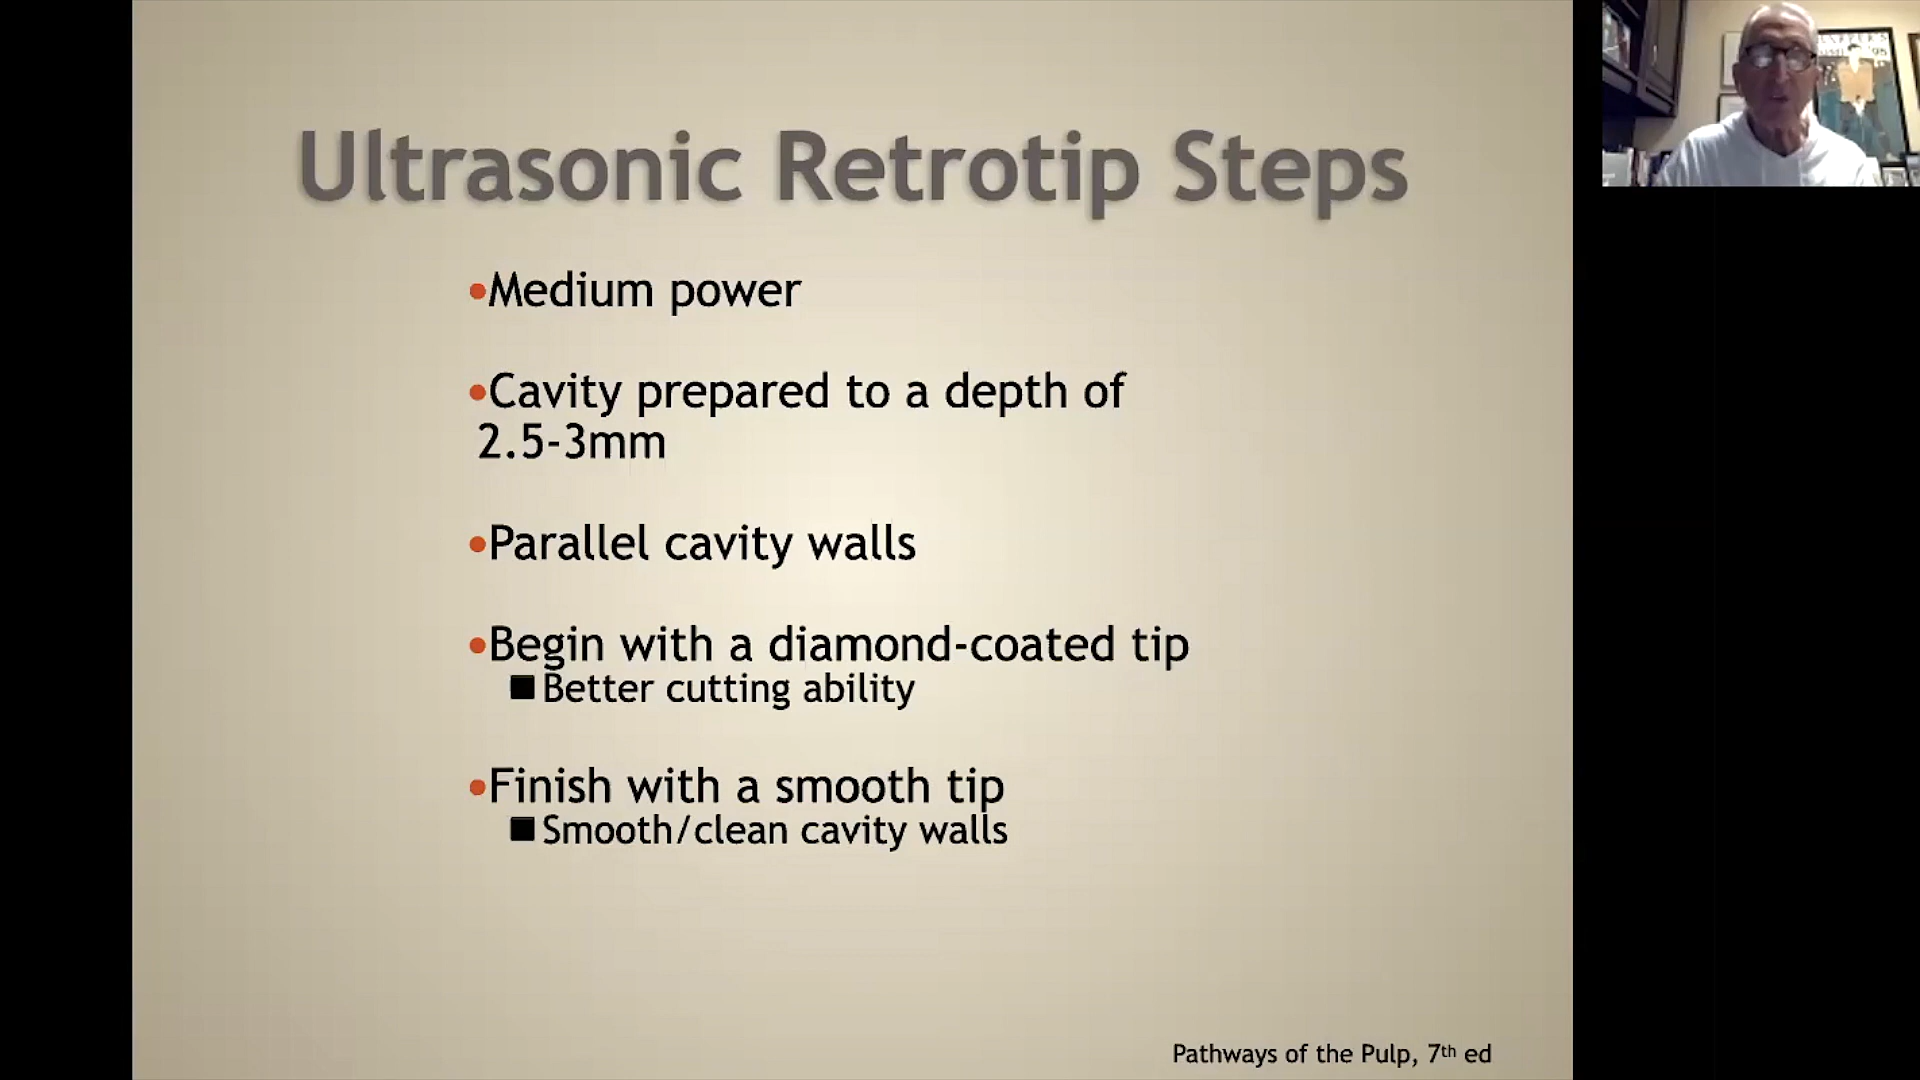 Ultrasonic Retrotip Steps
•Medium power
•Cavity prepared to a depth of
2.5-3mm
•Parallel cavity walls
•Begin with a diamond-coated tip
■Better cutting ability
•Finish with a smooth tip
■Smooth/clean cavity walls
Pathways of the Pulp, 7th ed